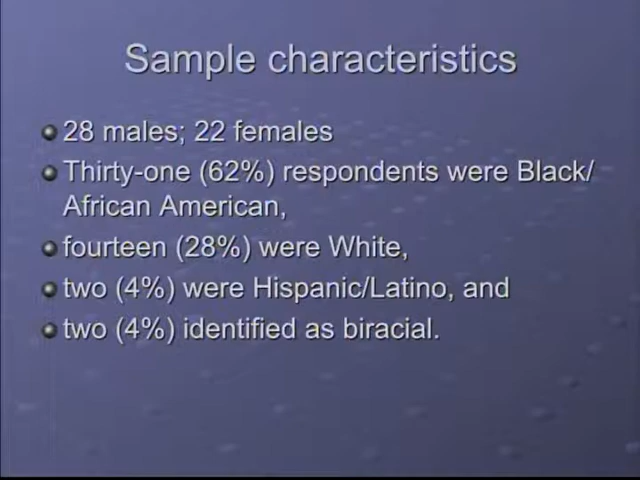 Sample characteristics
28 males; 22 females
Thirty-one (62%) respondents were Black/
African American,
fourteen (28%) were White,
two (4%) were Hispanic/Latino, and
two (4%) identified as biracial.